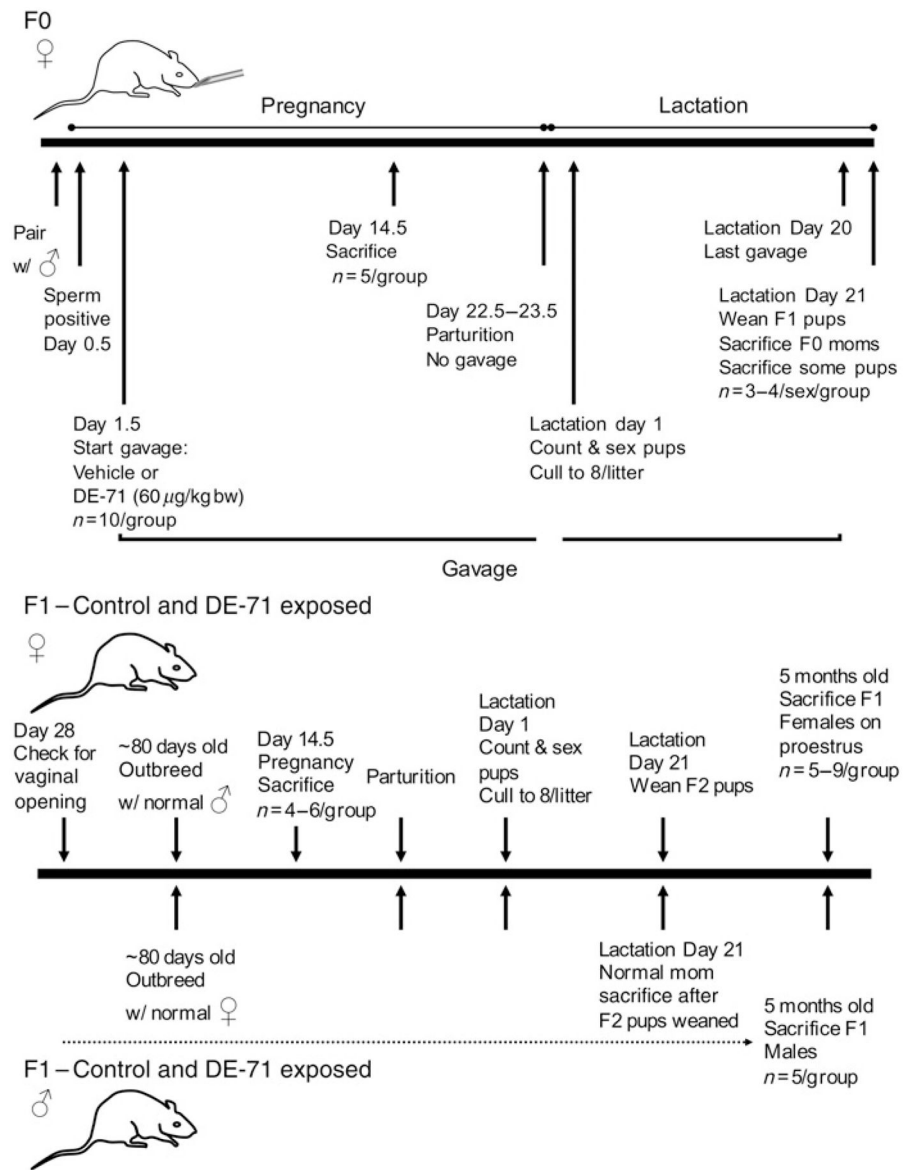 F0
♀
Pregnancy
Lactation
Pair
w/ ♂
Sperm
positive
Day 0.5
Day 1.5
Start gavage:
Vehicle or
DE-71 (60 μg/kg bw)
n=10/group
Day 14.5
Sacrifice
n=5/group
Day 22.5–23.5
Parturition
No gavage
Lactation day 1
Count & sex pups
Cull to 8/litter
Lactation Day 20
Last gavage
Lactation Day 21
Wean F1 pups
Sacrifice F0 moms
Sacrifice some pups
n=3–4/sex/group
Gavage
F1 – Control and DE-71 exposed
♀
Day 28
Check for
vaginal
opening
~80 days old
Outbreed
w/ normal ♂
Day 14.5
Pregnancy
Sacrifice
n=4–6/group
Parturition
Lactation
Day 1
Count & sex
pups
Cull to 8/litter
Lactation
Day 21
Wean F2 pups
5 months old
Sacrifice F1
Females on
proestrus
n=5–9/group
~80 days old
Outbreed
w/ normal ♀
Lactation Day 21
Normal mom
sacrifice after
F2 pups weaned
5 months old
Sacrifice F1
Males
n=5/group
F1 – Control and DE-71 exposed
♂